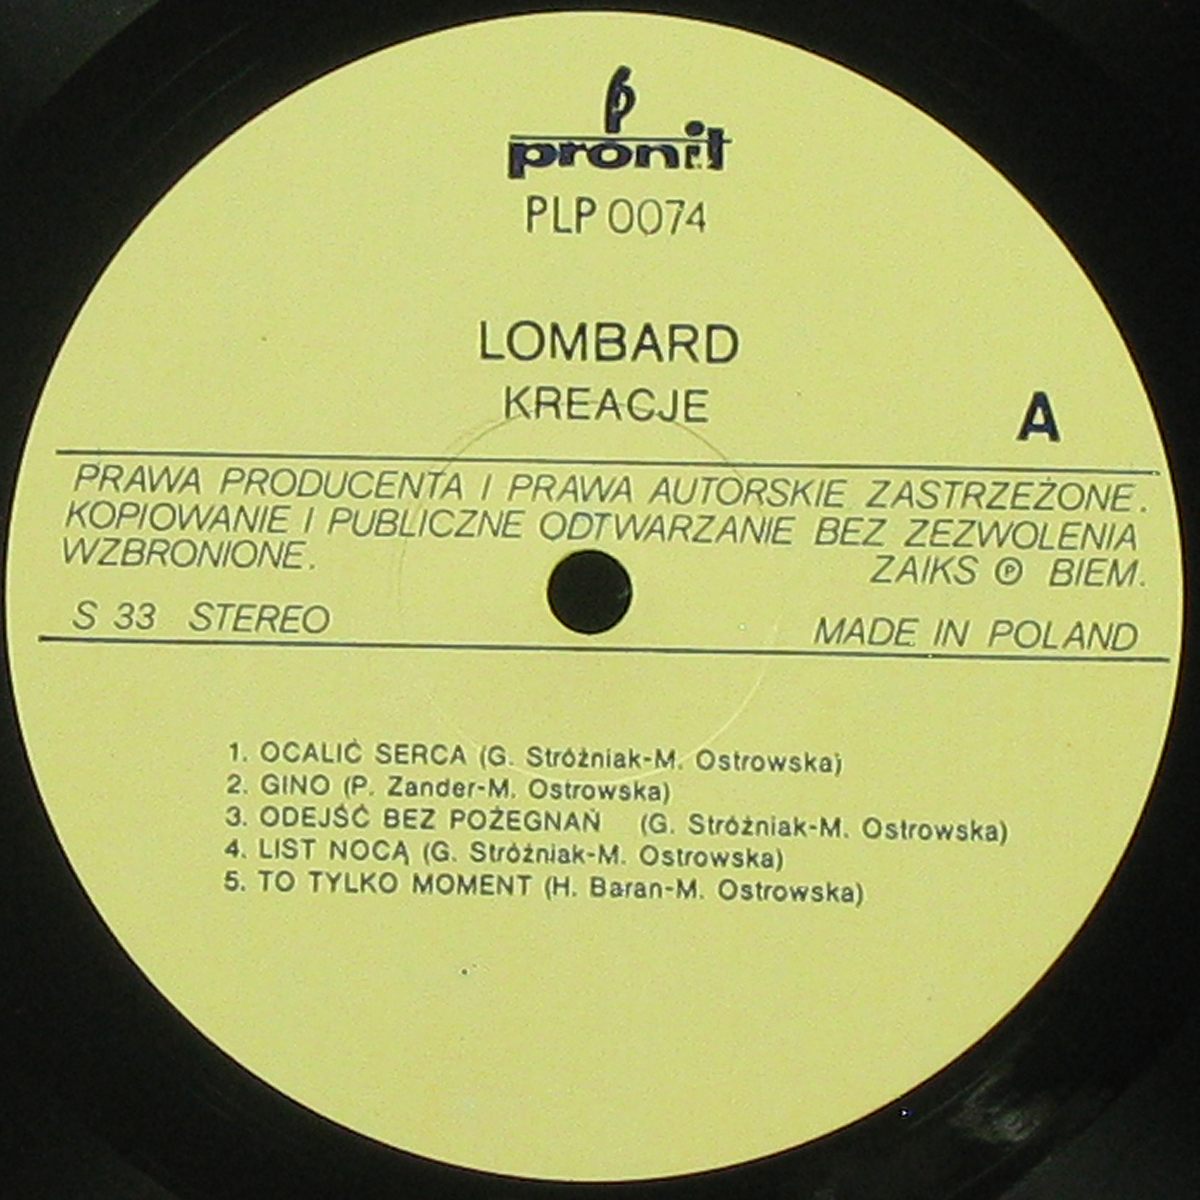 pronit
PLP 0074
LOMBARD
KREACJE
A
PRAWA PRODUCENTA I PRAWA AUTORSKIE ZASTRZEŻONE.
KOPIOWANIE I PUBLICZNE ODTWARZANIE BEZ ZEZWOLENIA
WZBRONIONE. ZAIKS Ⓟ BIEM.
S 33 STEREO MADE IN POLAND
1. OCALIĆ SERCA (G. Stróżniak-M. Ostrowska)
2. GINO (P. Zander-M. Ostrowska)
3. ODEJŚĆ BEZ POŻEGNAŃ (G. Stróżniak-M. Ostrowska)
4. LIST NOCĄ (G. Stróżniak-M. Ostrowska)
5. TO TYLKO MOMENT (H. Baran-M. Ostrowska)